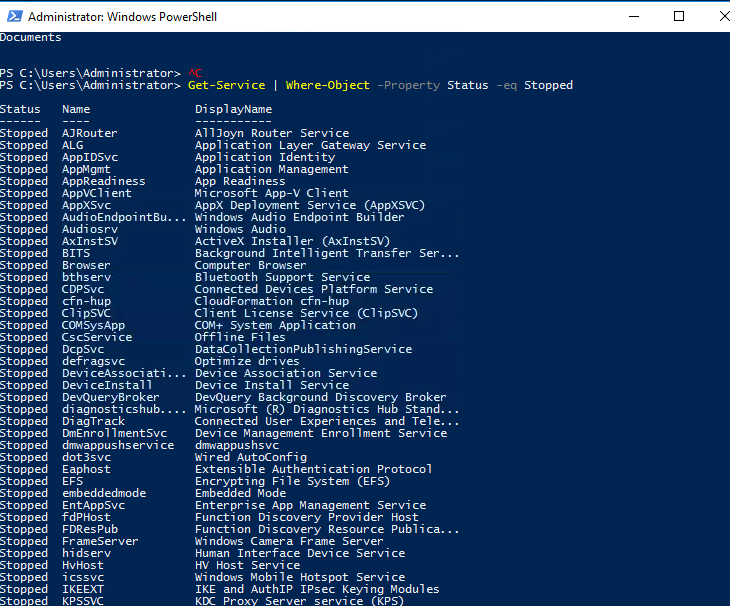 Administrator: Windows PowerShell
Documents
PS C:\Users\Administrator> ^C
PS C:\Users\Administrator> Get-Service | Where-Object -Property Status -eq Stopped
Status Name DisplayName
------ ---- -----------
Stopped AJRouter AllJoyn Router Service
Stopped ALG Application Layer Gateway Service
Stopped AppIDSvc Application Identity
Stopped AppMgmt Application Management
Stopped AppReadiness App Readiness
Stopped AppVClient Microsoft App-V Client
Stopped AppXSvc AppX Deployment Service (AppXSVC)
Stopped AudioEndpointBu... Windows Audio Endpoint Builder
Stopped Audiosrv Windows Audio
Stopped AxInstSV ActiveX Installer (AxInstSV)
Stopped BITS Background Intelligent Transfer Ser...
Stopped Browser Computer Browser
Stopped bthserv Bluetooth Support Service
Stopped CDPSvc Connected Devices Platform Service
Stopped cfn-hup CloudFormation cfn-hup
Stopped ClipSVC Client License Service (ClipSVC)
Stopped COMSysApp COM+ System Application
Stopped CscService Offline Files
Stopped DcpSvc DataCollectionPublishingService
Stopped defragsvc Optimize drives
Stopped DeviceAssociati... Device Association Service
Stopped DeviceInstall Device Install Service
Stopped DevQueryBroker DevQuery Background Discovery Broker
Stopped diagnosticshub.... Microsoft (R) Diagnostics Hub Stand...
Stopped DiagTrack Connected User Experiences and Tele...
Stopped DmEnrollmentSvc Device Management Enrollment Service
Stopped dmwappushservice dmwappushsvc
Stopped dot3svc Wired AutoConfig
Stopped Eaphost Extensible Authentication Protocol
Stopped EFS Encrypting File System (EFS)
Stopped embeddedmode Embedded Mode
Stopped EntAppSvc Enterprise App Management Service
Stopped fdPHost Function Discovery Provider Host
Stopped FDResPub Function Discovery Resource Publica...
Stopped FrameServer Windows Camera Frame Server
Stopped hidserv Human Interface Device Service
Stopped HvHost HV Host Service
Stopped icssvc Windows Mobile Hotspot Service
Stopped IKEEXT IKE and AuthIP IPsec Keying Modules
Stopped KPSSVC KDC Proxy Server service (KPS)